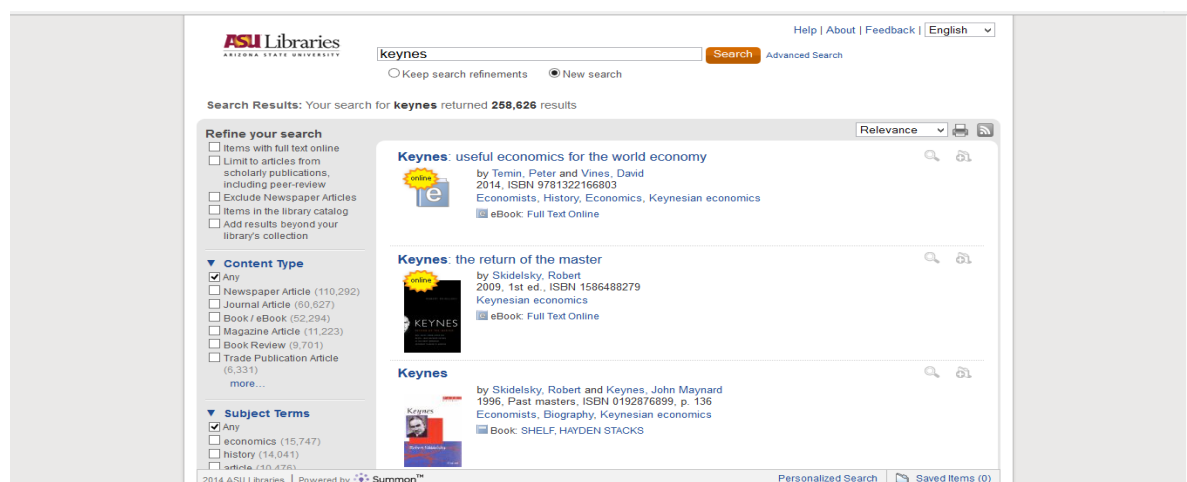 Help | About | Feedback | English
ASU Libraries
ARIZONA STATE UNIVERSITY
keynes
Search
Advanced Search
Keep search refinements
New search
Search Results: Your search for keynes returned 258,626 results
Relevance
Refine your search
Items with full text online
Limit to articles from
scholarly publications,
including peer-review
Exclude Newspaper Articles
Items in the library catalog
Add results beyond your
library's collection
Content Type
Any
Newspaper Article (110,292)
Journal Article (60,627)
Book / eBook (52,294)
Magazine Article (11,223)
Book Review (9,701)
Trade Publication Article
(6,331)
more...
Subject Terms
Any
economics (15,747)
history (14,041)
article (10,476)
Keynes: useful economics for the world economy
online
e
by Temin, Peter and Vines, David
2014, ISBN 9781322166803
Economists, History, Economics, Keynesian economics
eBook: Full Text Online
Keynes: the return of the master
online
KEYNES
by Skidelsky, Robert
2009, 1st ed., ISBN 1586488279
Keynesian economics
eBook: Full Text Online
Keynes
Keynes
by Skidelsky, Robert and Keynes, John Maynard
1996, Past masters, ISBN 0192876899, p. 136
Economists, Biography, Keynesian economics
Book: SHELF, HAYDEN STACKS
2014 ASU Libraries | Powered by Summon™
Personalized Search
Saved Items (0)